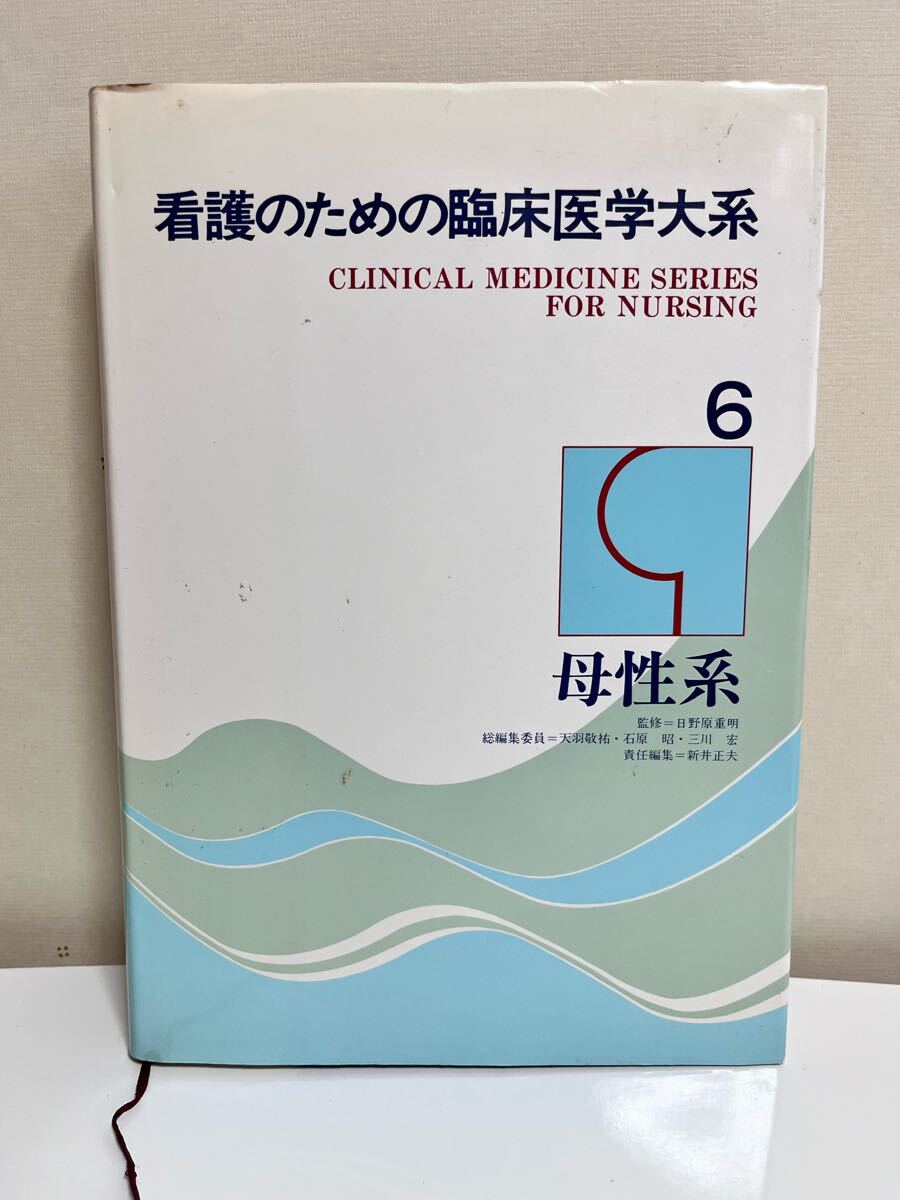 看護のための臨床医学大系
CLINICAL MEDICINE SERIES
FOR NURSING
6
母性系
監修=日野原重明
総編集委員=天羽敬祐・石原 昭・三川 宏
責任編集=新井正夫